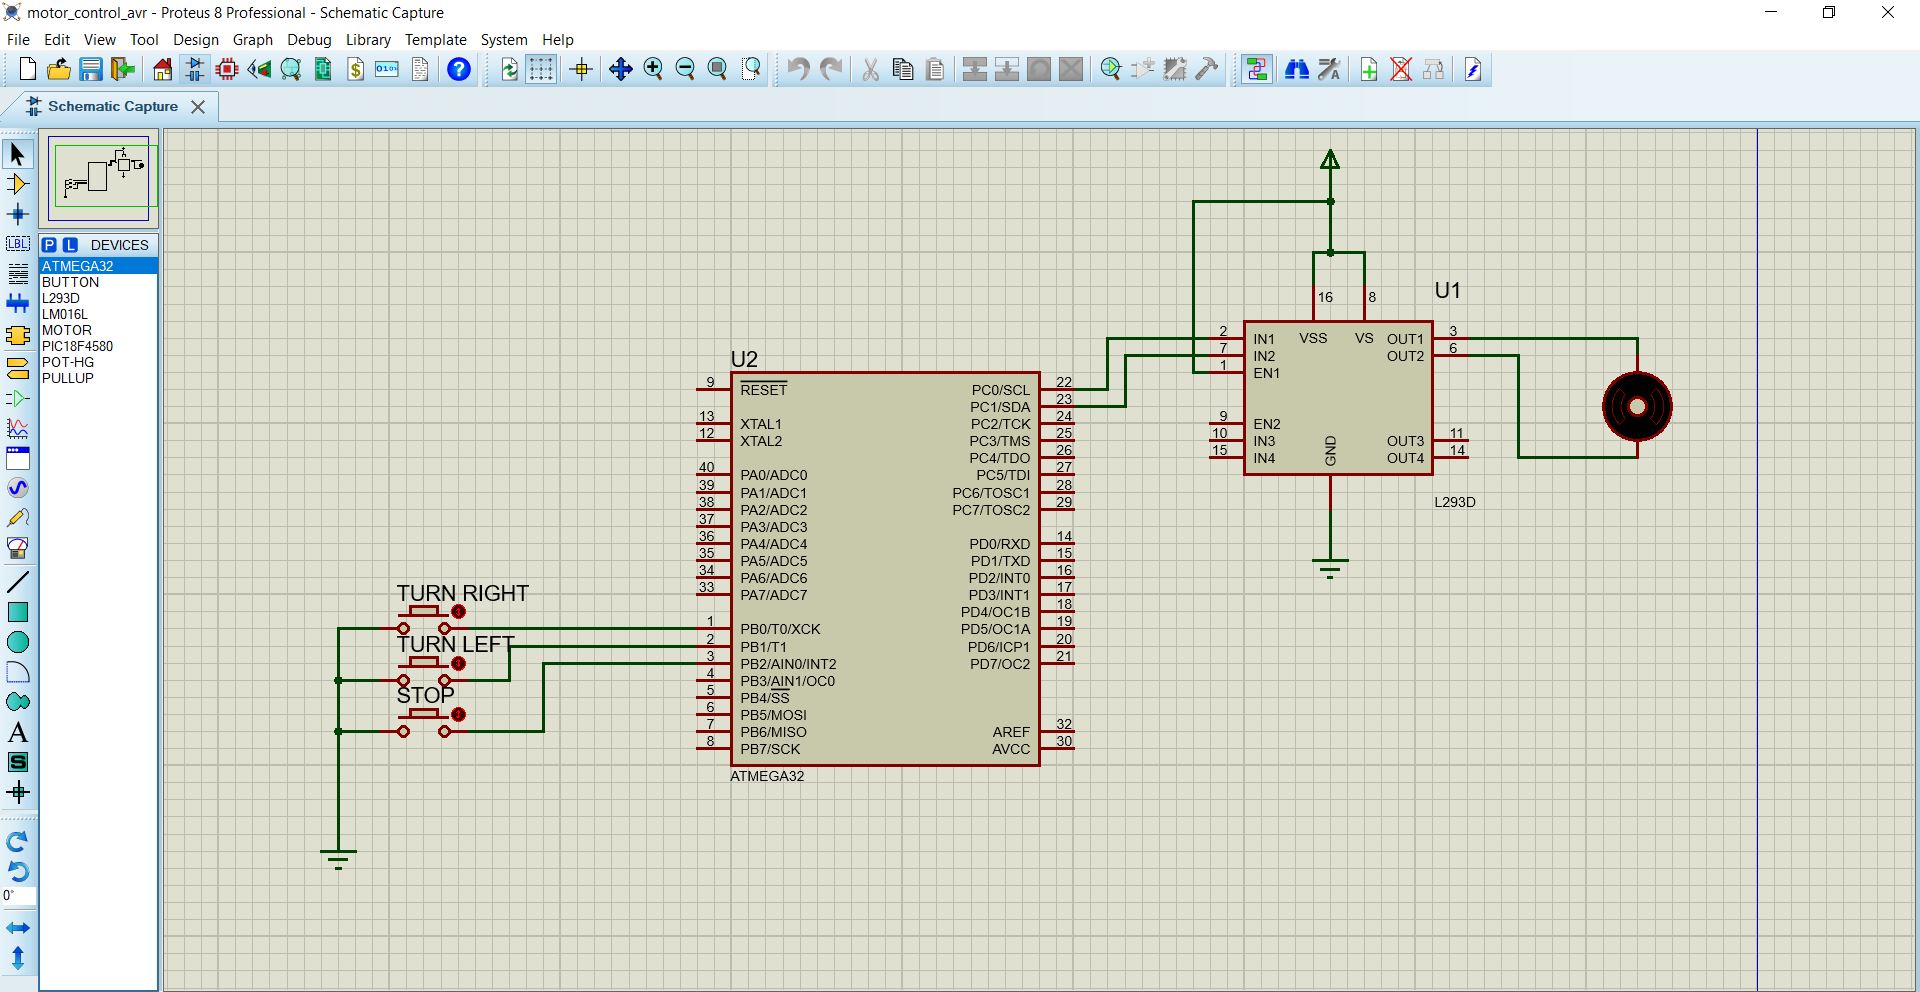 motor_control_avr - Proteus 8 Professional - Schematic Capture
File Edit View Tool Design Graph Debug Library Template System Help
Schematic Capture
P L DEVICES
ATMEGA32
BUTTON
L293D
LM016L
MOTOR
PIC18F4580
POT-HG
PULLUP
LBL
A
S
0°
TURN RIGHT
TURN LEFT
STOP
U2
9 RESET
13 XTAL1
12 XTAL2
40 PA0/ADC0
39 PA1/ADC1
38 PA2/ADC2
37 PA3/ADC3
36 PA4/ADC4
35 PA5/ADC5
34 PA6/ADC6
33 PA7/ADC7
1 PB0/T0/XCK
2 PB1/T1
3 PB2/AIN0/INT2
4 PB3/AIN1/OC0
5 PB4/SS
6 PB5/MOSI
7 PB6/MISO
8 PB7/SCK
PC0/SCL 22
PC1/SDA 23
PC2/TCK 24
PC3/TMS 25
PC4/TDO 26
PC5/TDI 27
PC6/TOSC1 28
PC7/TOSC2 29
PD0/RXD 14
PD1/TXD 15
PD2/INT0 16
PD3/INT1 17
PD4/OC1B 18
PD5/OC1A 19
PD6/ICP1 20
PD7/OC2 21
AREF 32
AVCC 30
ATMEGA32
U1
16 8
2 IN1 VSS VS OUT1 3
7 IN2 OUT2 6
1 EN1
9 EN2
10 IN3 OUT3 11
15 IN4 OUT4 14
GND
L293D